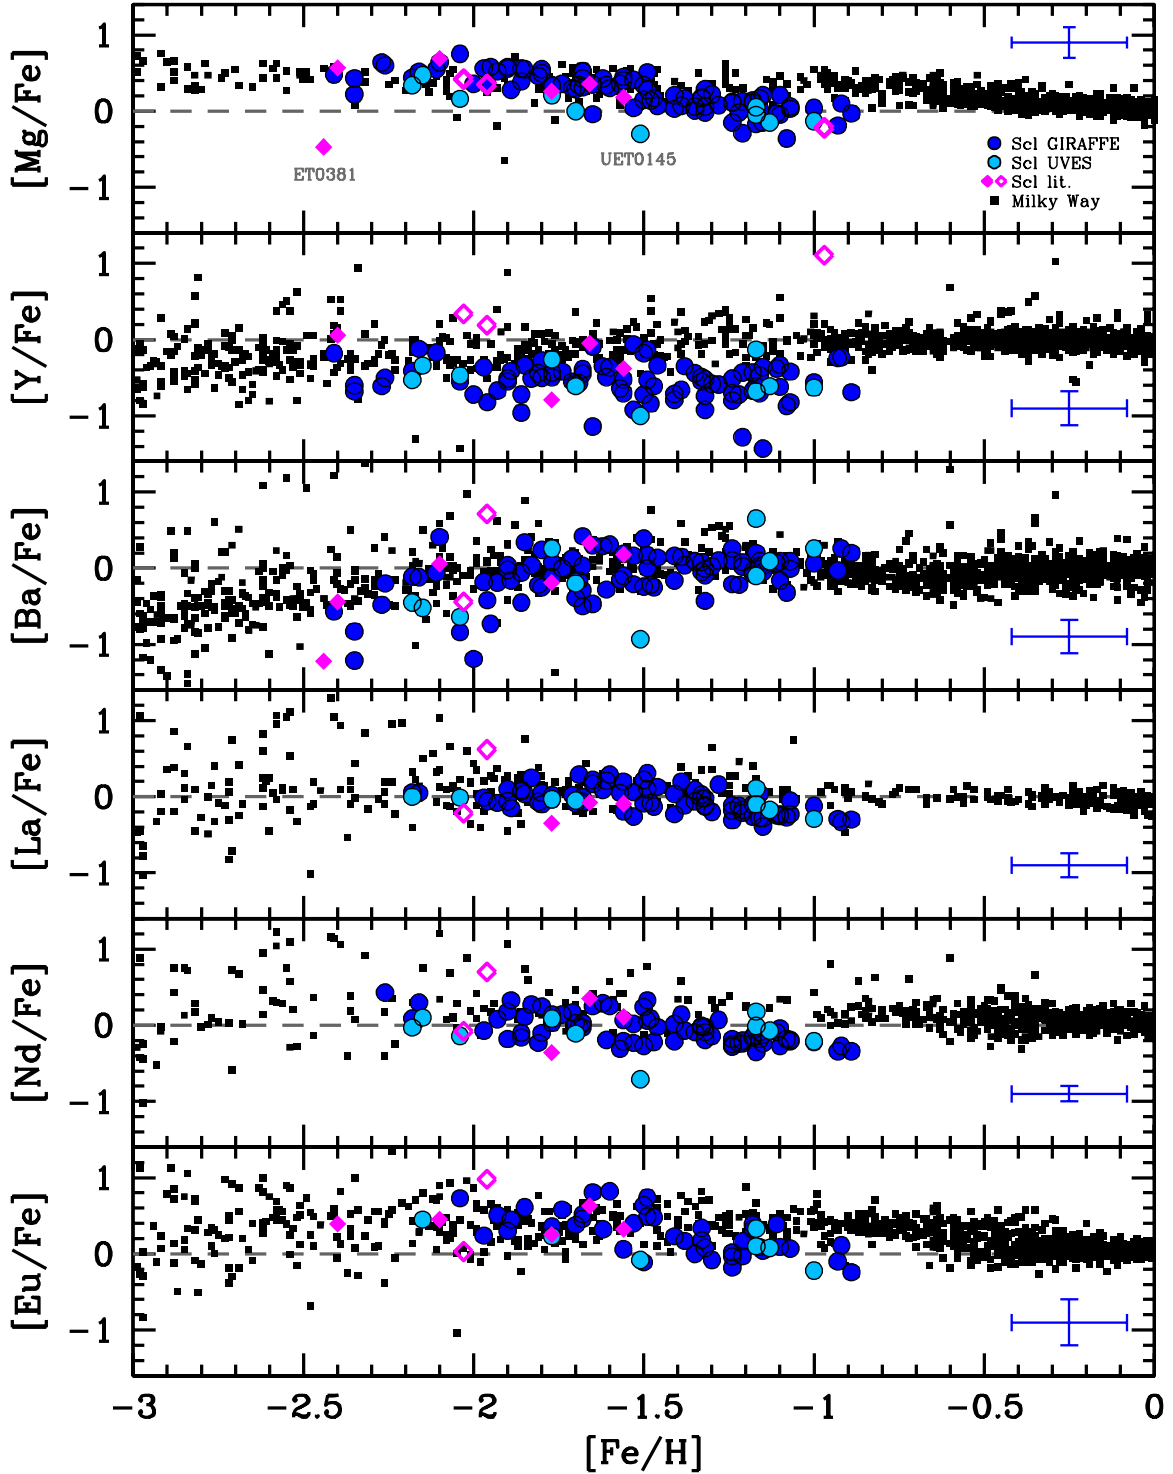 [Mg/Fe]
1
0
−1
ET0381
UET0145
Scl GIRAFFE
Scl UVES
Scl lit.
Milky Way
[Y/Fe]
1
0
−1
[Ba/Fe]
1
0
−1
[La/Fe]
1
0
−1
[Nd/Fe]
1
0
−1
[Eu/Fe]
1
0
−1
−3
−2.5
−2
−1.5
−1
−0.5
0
[Fe/H]